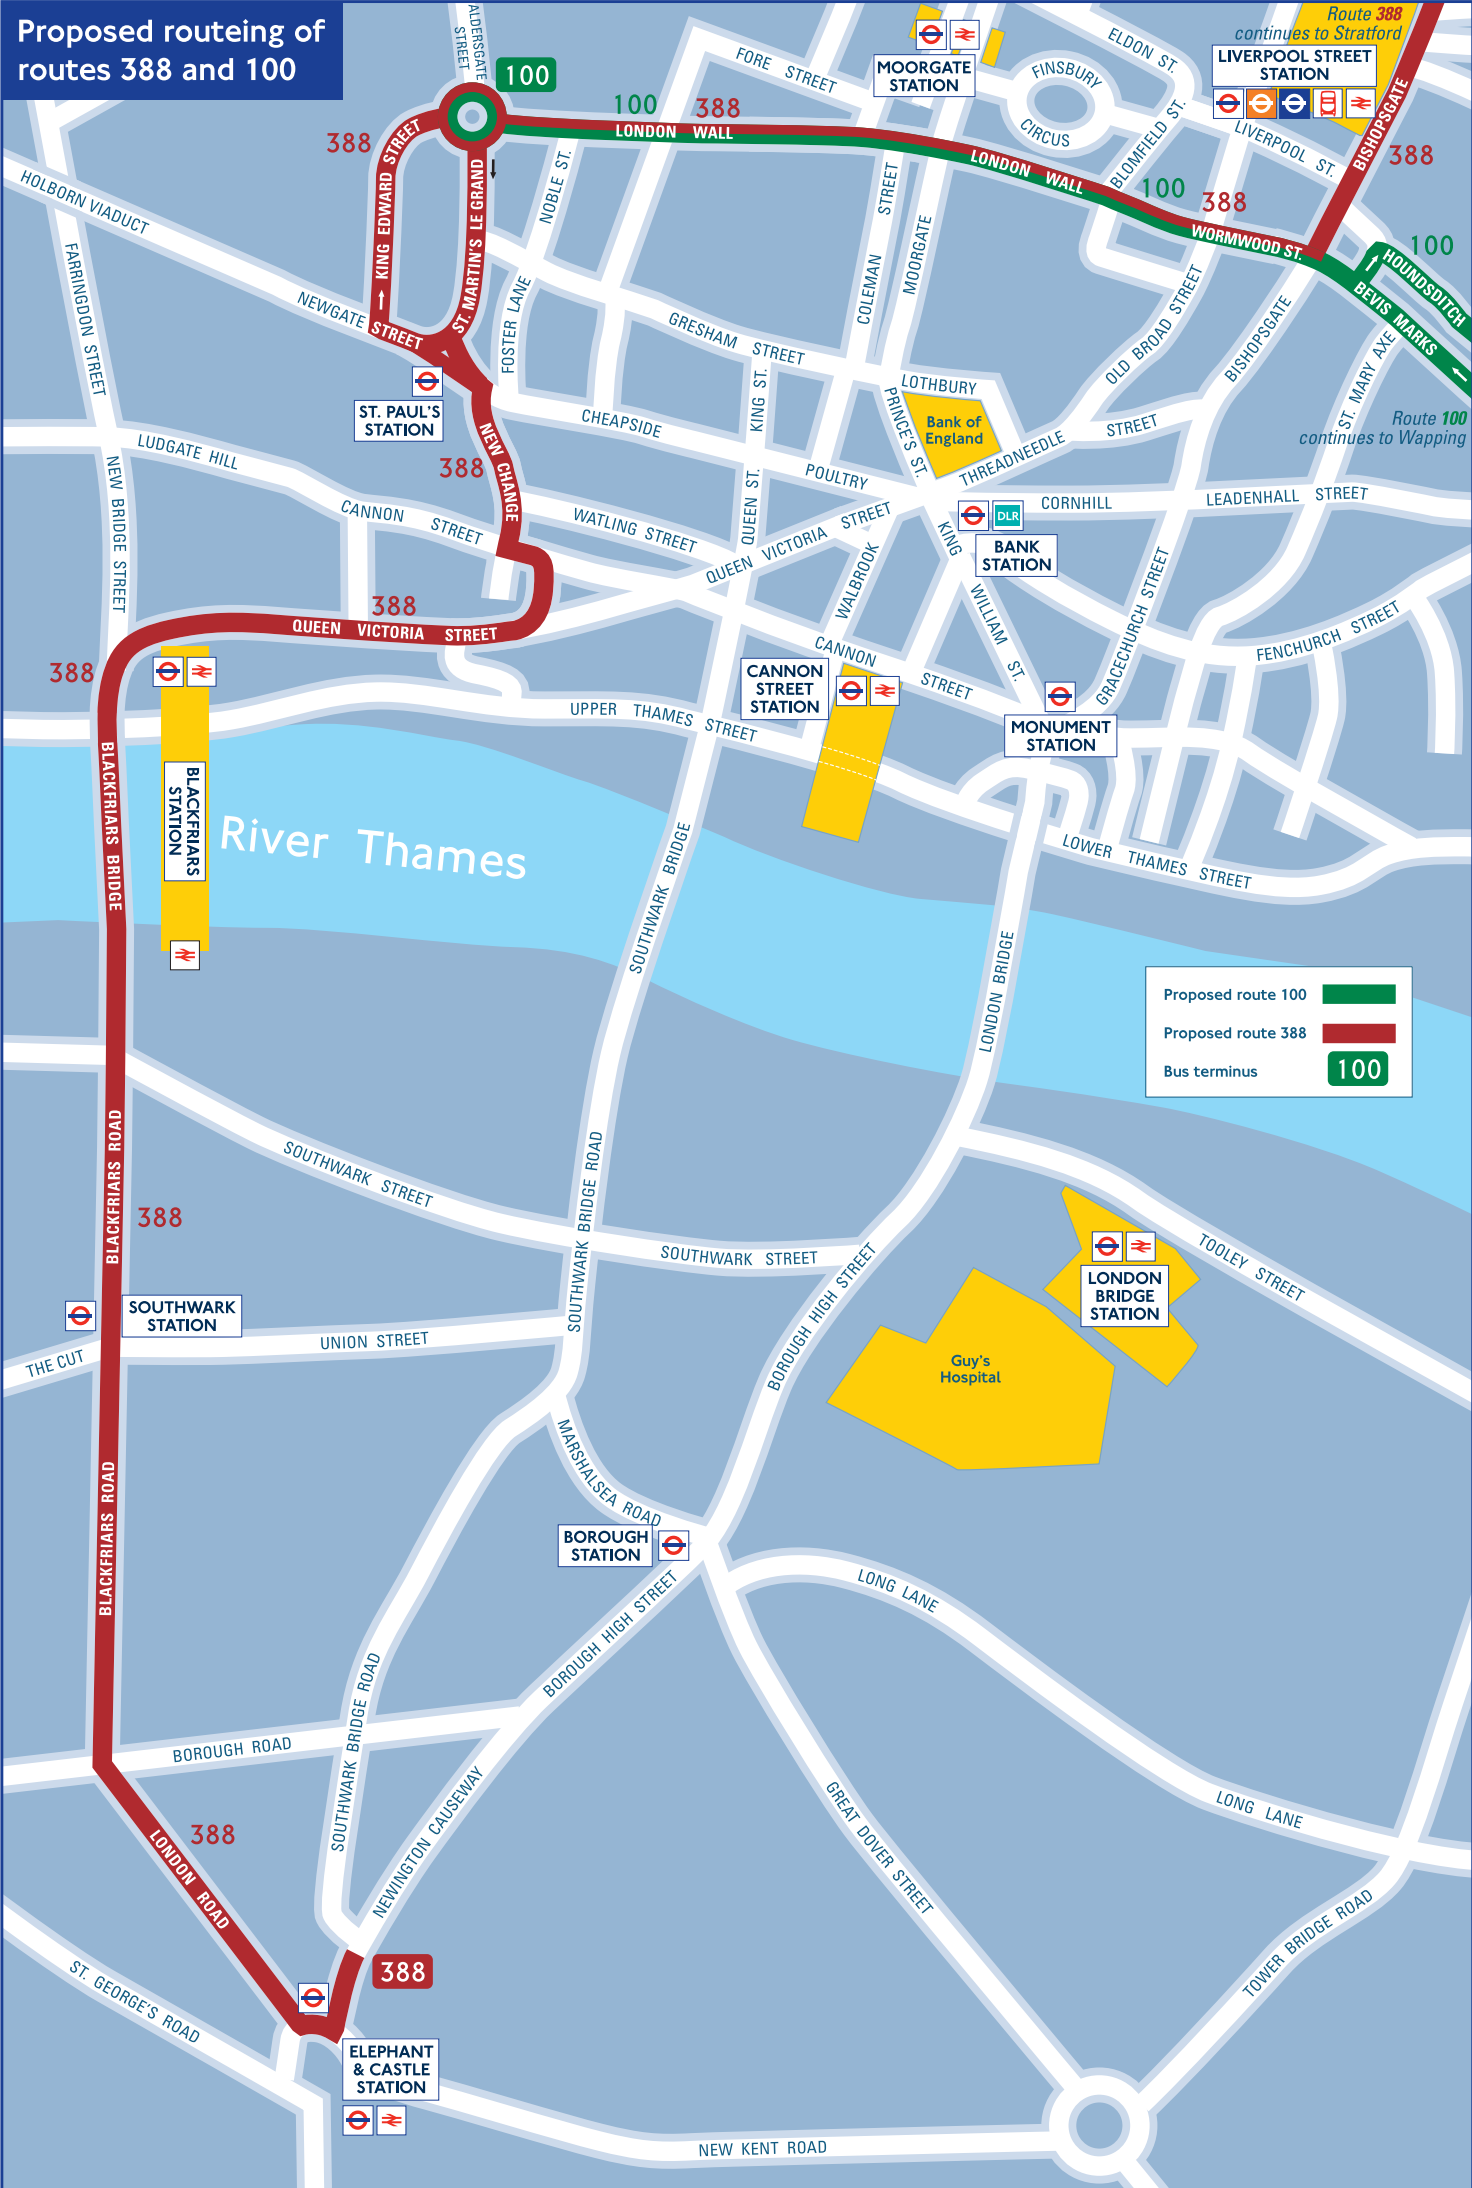 Proposed routeing of
routes 388 and 100
ALDERSGATE
STREET
100
100
388
LONDON WALL
FORE STREET
MOORGATE
STATION
FINSBURY
CIRCUS
ELDON ST.
BLOMFIELD ST.
Route 388
continues to Stratford
LIVERPOOL STREET
STATION
LIVERPOOL ST.
BISHOPSGATE
388
388
KING EDWARD STREET
ST. MARTIN'S LE GRAND
NOBLE ST.
COLEMAN STREET
MOORGATE
LONDON WALL
100
388
WORMWOOD ST.
100
HOUNDSDITCH
BEVIS MARKS
HOLBORN VIADUCT
FARRINGDON STREET
NEWGATE
STREET
FOSTER LANE
GRESHAM STREET
OLD BROAD STREET
BISHOPSGATE
ST. MARY AXE
Route 100
continues to Wapping
ST. PAUL'S
STATION
KING ST.
LOTHBURY
PRINCE'S ST.
Bank of
England
THREADNEEDLE STREET
CHEAPSIDE
LUDGATE HILL
388
NEW CHANGE
POULTRY
NEW BRIDGE STREET
CANNON STREET
WATLING STREET
QUEEN ST.
QUEEN VICTORIA STREET
CORNHILL
LEADENHALL STREET
DLR
BANK
STATION
KING WILLIAM ST.
WALBROOK
GRACECHURCH STREET
FENCHURCH STREET
388
QUEEN VICTORIA STREET
388
CANNON STREET
CANNON
STREET
STATION
MONUMENT
STATION
UPPER THAMES STREET
BLACKFRIARS BRIDGE
BLACKFRIARS
STATION
River Thames
SOUTHWARK BRIDGE
LOWER THAMES STREET
LONDON BRIDGE
Proposed route 100
Proposed route 388
Bus terminus
100
BLACKFRIARS ROAD
388
SOUTHWARK STREET
SOUTHWARK BRIDGE ROAD
SOUTHWARK STREET
BOROUGH HIGH STREET
LONDON
BRIDGE
STATION
TOOLEY STREET
SOUTHWARK
STATION
UNION STREET
THE CUT
Guy's
Hospital
BLACKFRIARS ROAD
MARSHALSEA ROAD
BOROUGH
STATION
LONG LANE
BOROUGH HIGH STREET
BOROUGH ROAD
SOUTHWARK BRIDGE ROAD
NEWINGTON CAUSEWAY
GREAT DOVER STREET
LONG LANE
388
LONDON ROAD
TOWER BRIDGE ROAD
ST. GEORGE'S ROAD
388
ELEPHANT
& CASTLE
STATION
NEW KENT ROAD